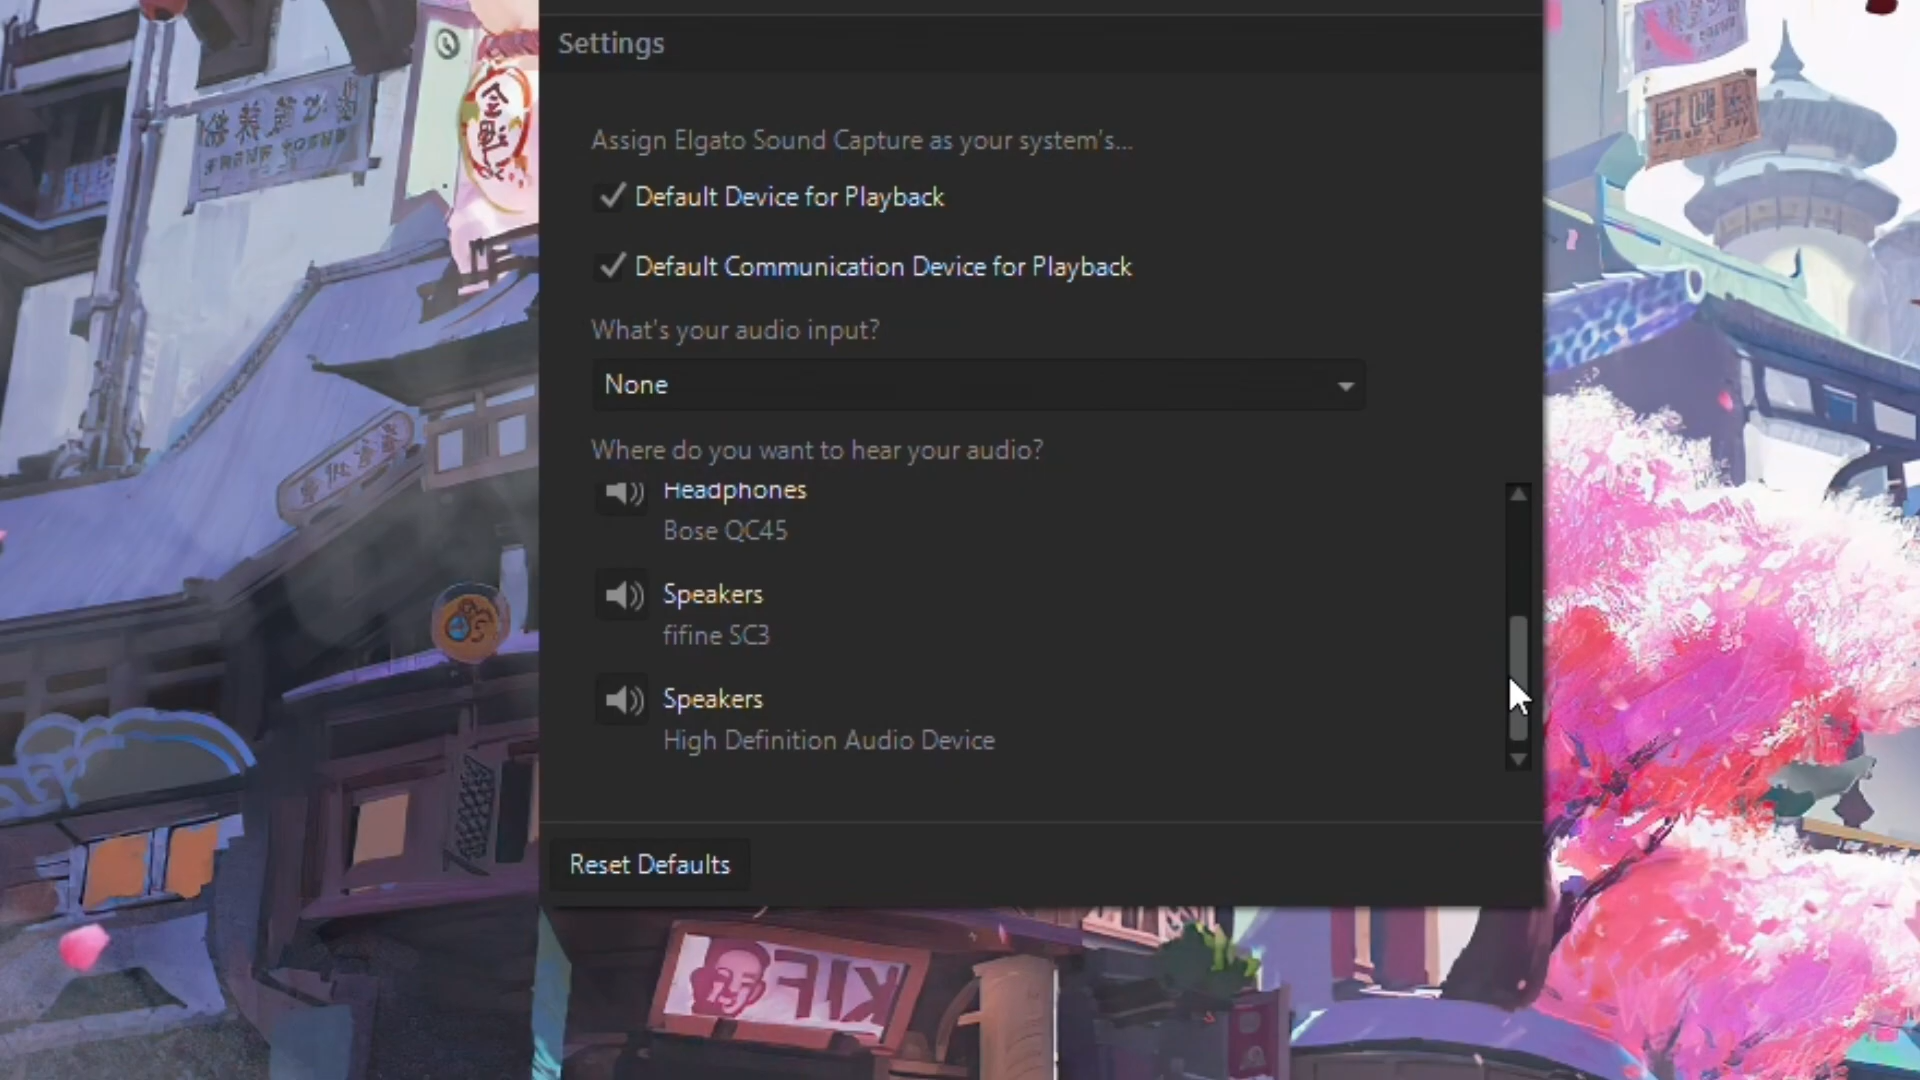 Settings
Assign Elgato Sound Capture as your system's...
Default Device for Playback
Default Communication Device for Playback
What's your audio input?
None
Where do you want to hear your audio?
Headphones
Bose QC45
Speakers
fifine SC3
Speakers
High Definition Audio Device
Reset Defaults